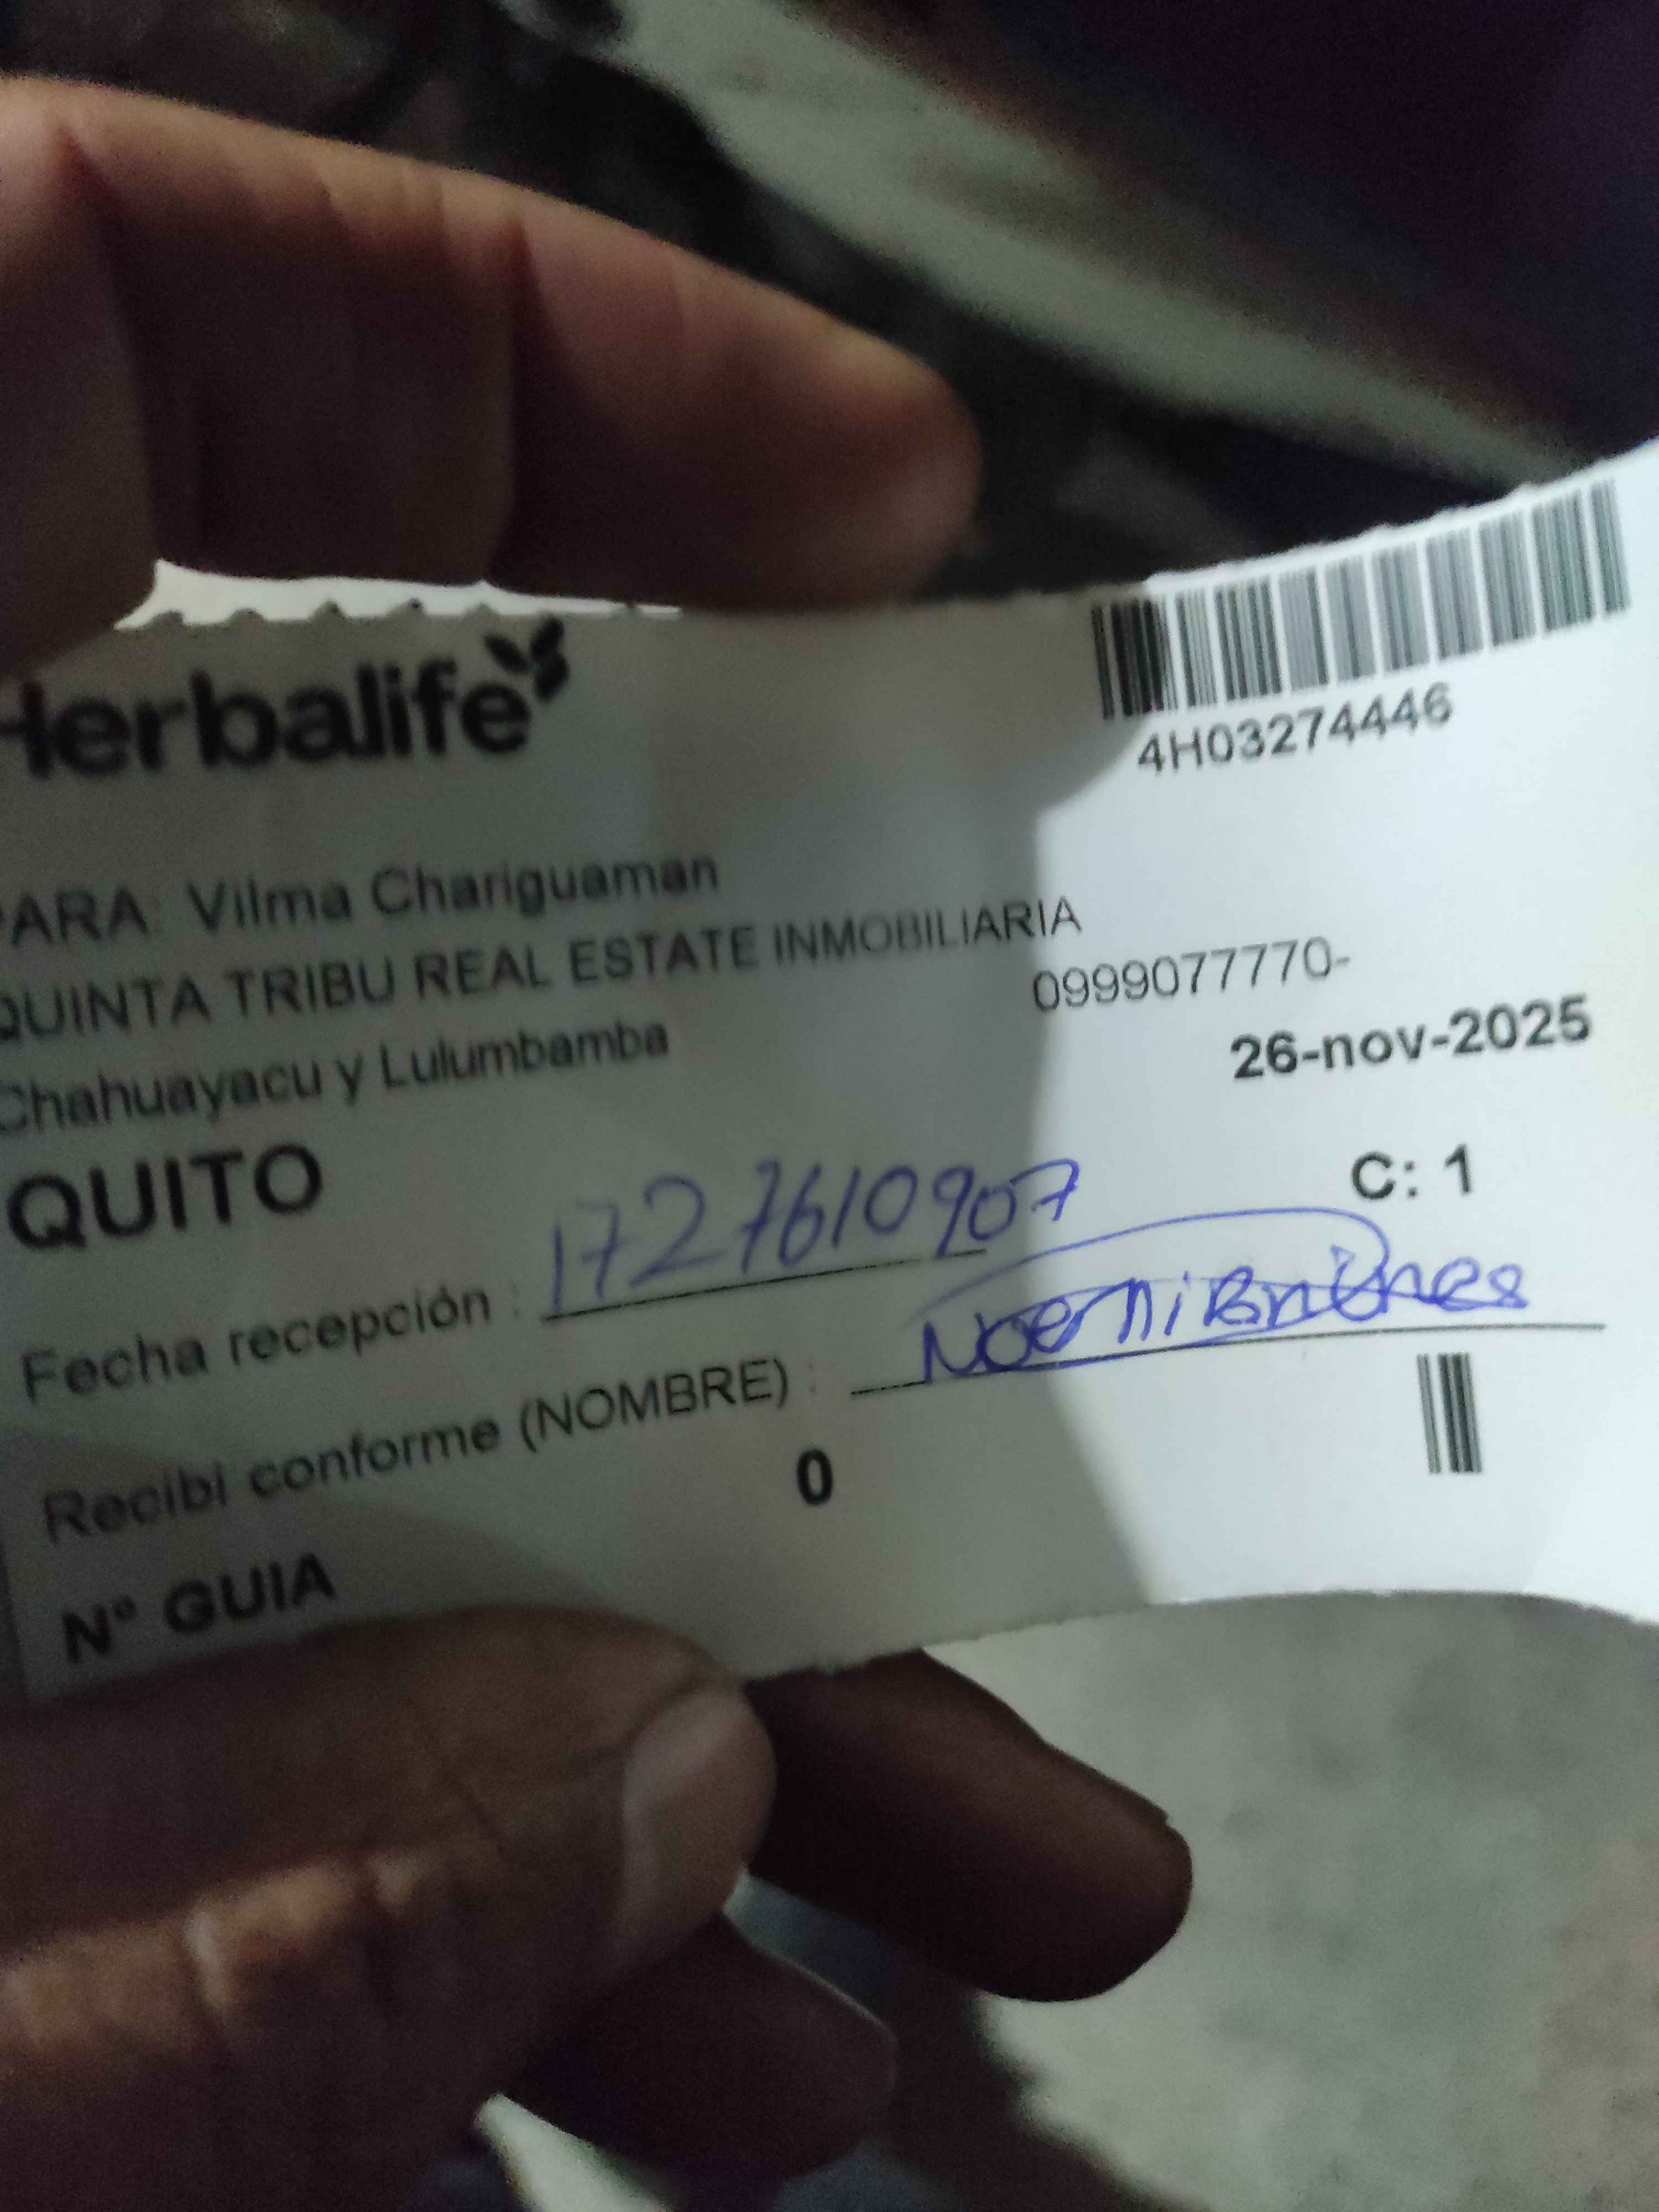 Herbalife
4H03274446
PARA: Vilma Chariguaman
QUINTA TRIBU REAL ESTATE INMOBILIARIA
0999077770-
Chahuayacu y Lulumbamba
26-nov-2025
QUITO
C: 1
Fecha recepción : 1727610907
Recibi conforme (NOMBRE) : Noemi
N° GUIA 0